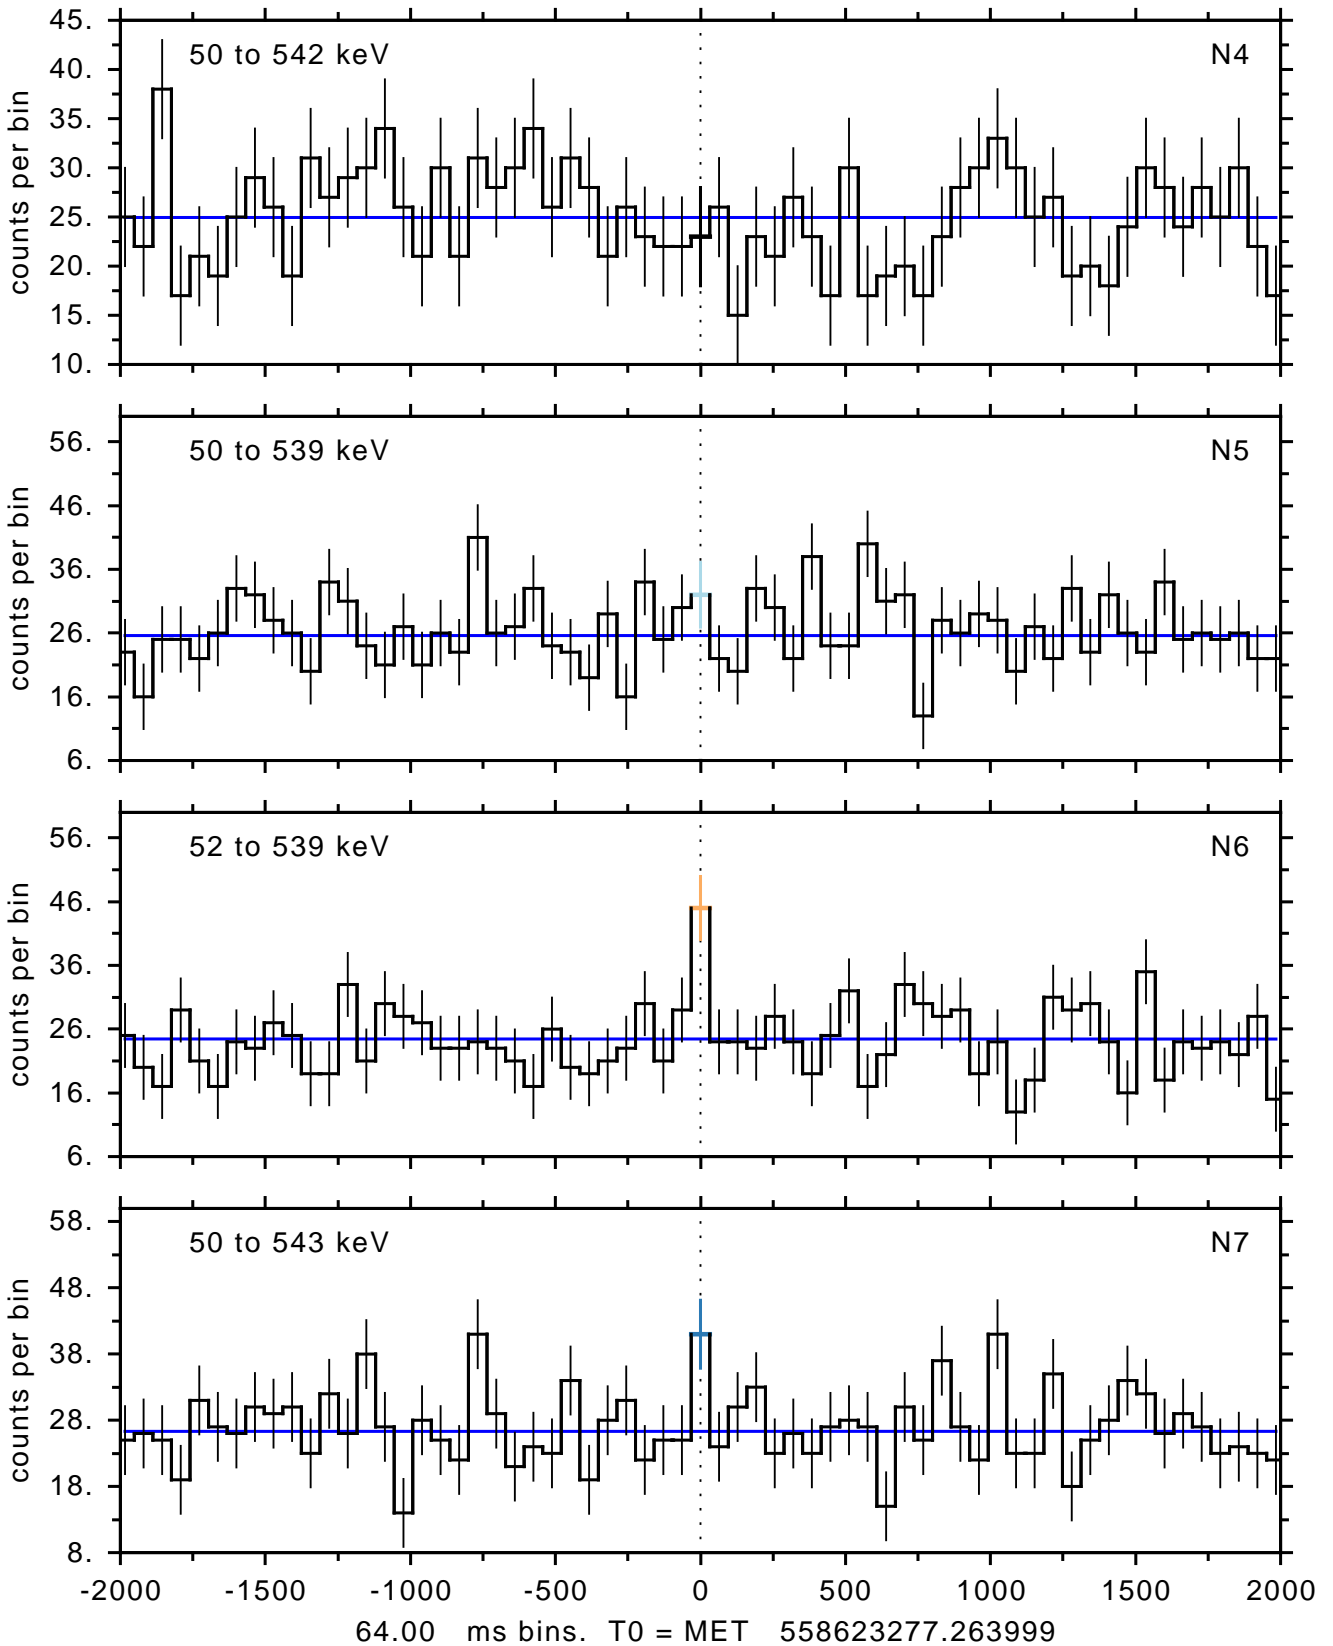 45.
50 to 542 keV N4
40.
35.
30.
25.
20.
15.
10.
counts per bin
56.
50 to 539 keV N5
46.
36.
26.
16.
6.
counts per bin
56.
52 to 539 keV N6
46.
36.
26.
16.
6.
counts per bin
58.
50 to 543 keV N7
48.
38.
28.
18.
8.
counts per bin
-2000 -1500 -1000 -500 0 500 1000 1500 2000
64.00 ms bins. T0 = MET 558623277.263999